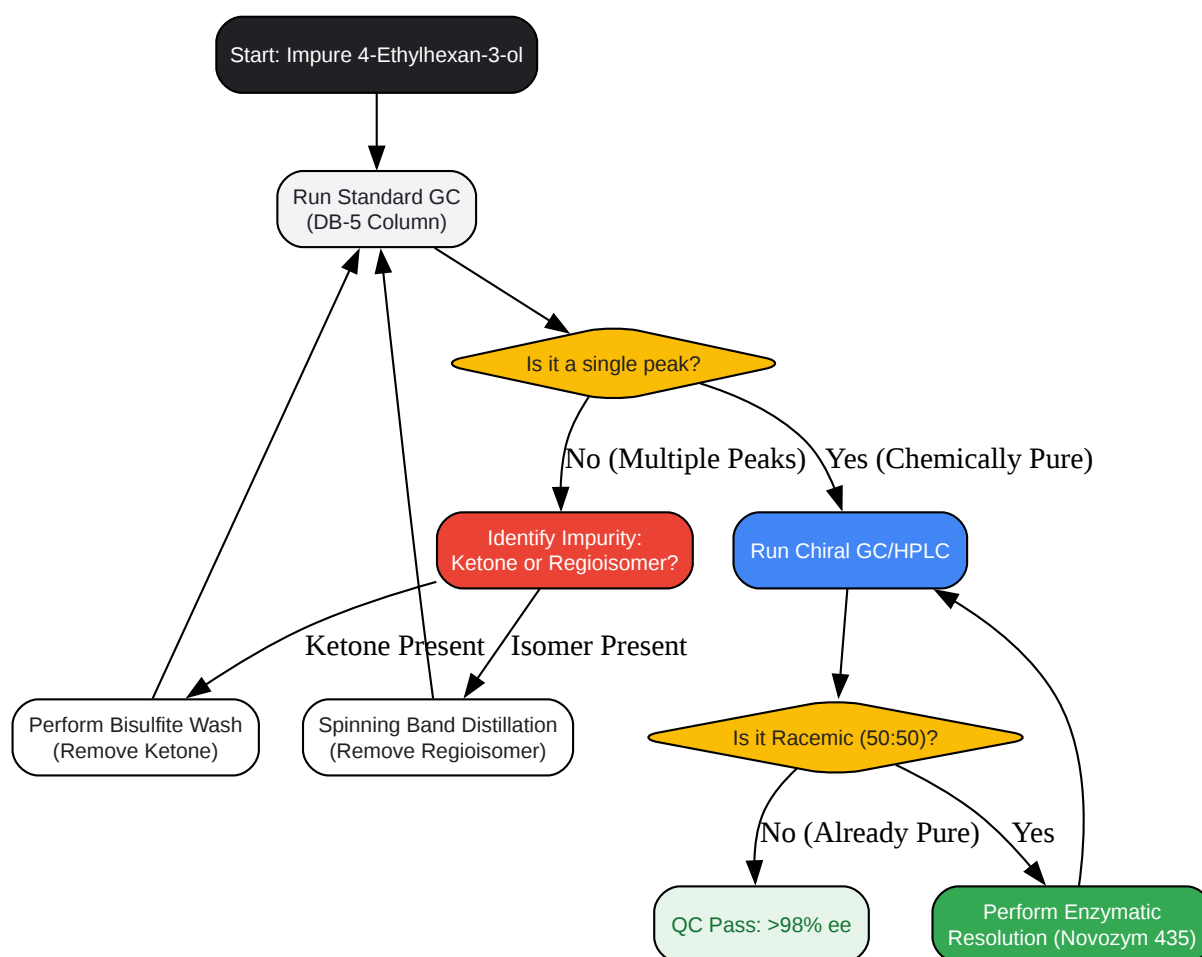 Start: Impure 4-Ethylhexan-3-ol
Run Standard GC
(DB-5 Column)
Is it a single peak?
No (Multiple Peaks)
Yes (Chemically Pure)
Identify Impurity:
Ketone or Regioisomer?
Run Chiral GC/HPLC
Ketone Present
Isomer Present
Perform Bisulfite Wash
(Remove Ketone)
Spinning Band Distillation
(Remove Regioisomer)
Is it Racemic (50:50)?
No (Already Pure)
Yes
QC Pass: >98% ee
Perform Enzymatic
Resolution (Novozym 435)